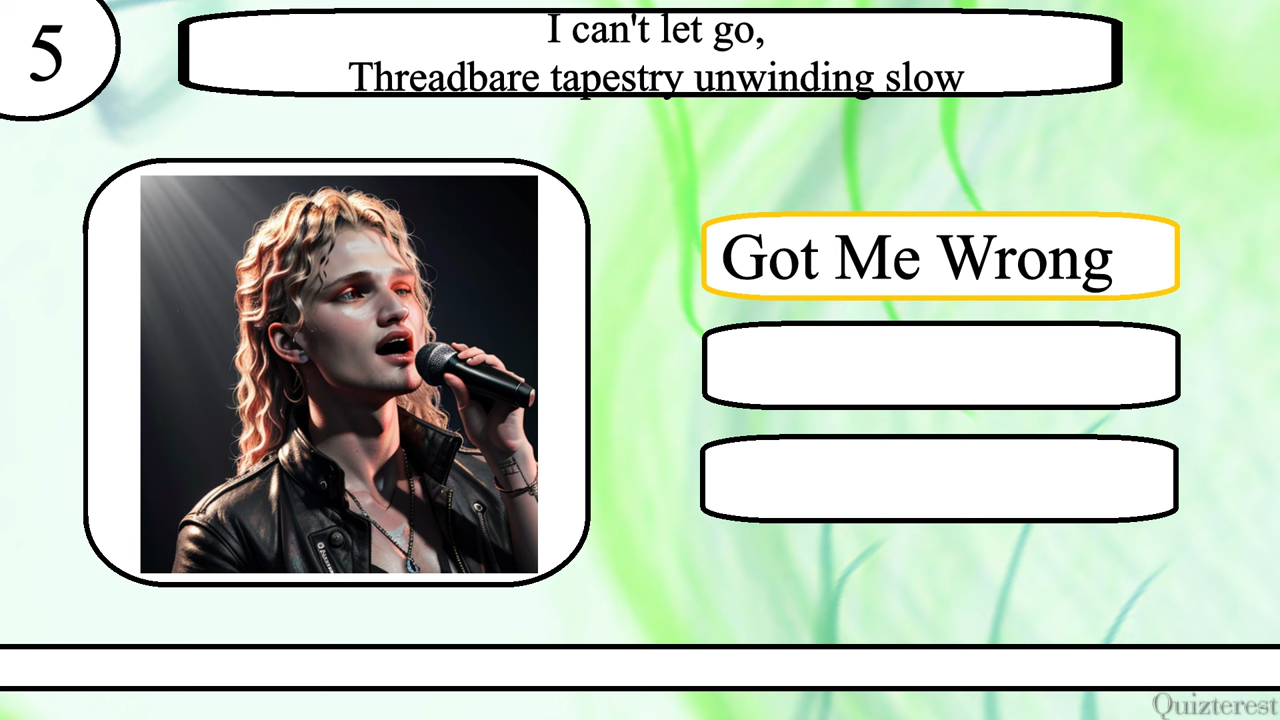 5
I can't let go,
Threadbare tapestry unwinding slow
Got Me Wrong
Quizterest